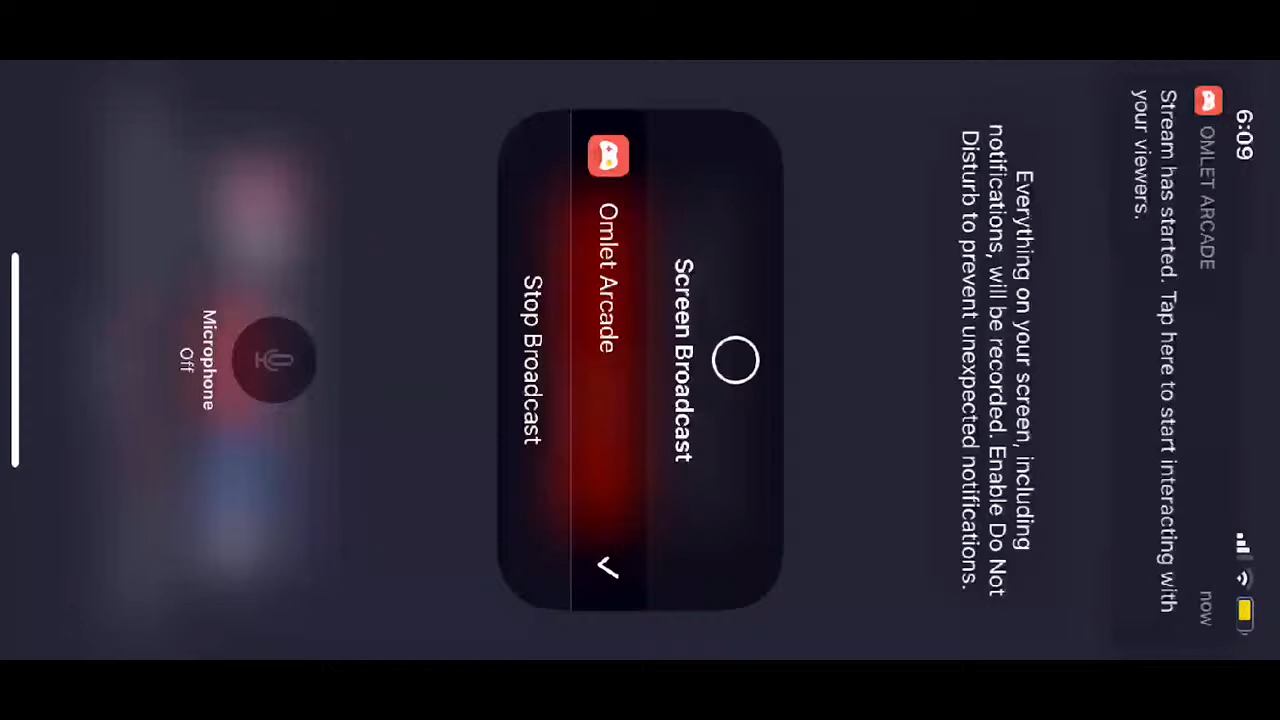 6:09
OMLET ARCADE
now
Stream has started. Tap here to start interacting with
your viewers.
Everything on your screen, including
notifications, will be recorded. Enable Do Not
Disturb to prevent unexpected notifications.
Screen Broadcast
Omlet Arcade
Stop Broadcast
Microphone
Off